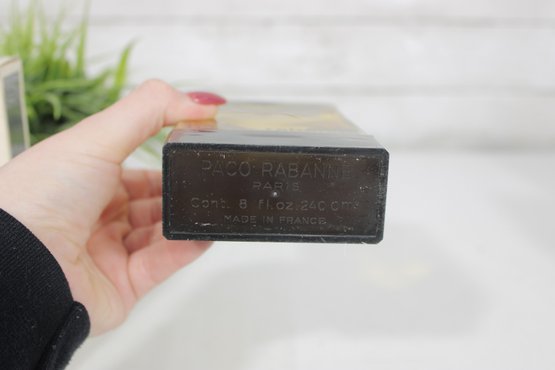 PACO RABANNE
PARIS
Cont. 8 fl.oz. 240 cm³
MADE IN FRANCE